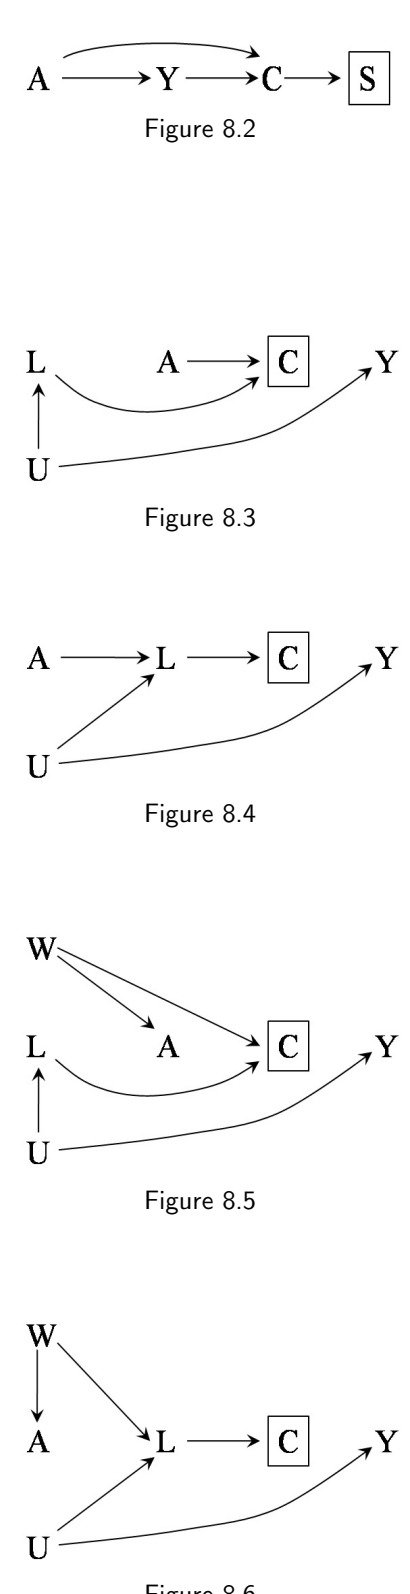 A Y C S
Figure 8.2
L A C Y
U
Figure 8.3
A L C Y
U
Figure 8.4
W
L A C Y
U
Figure 8.5
W
A L C Y
U
Figure 8.6